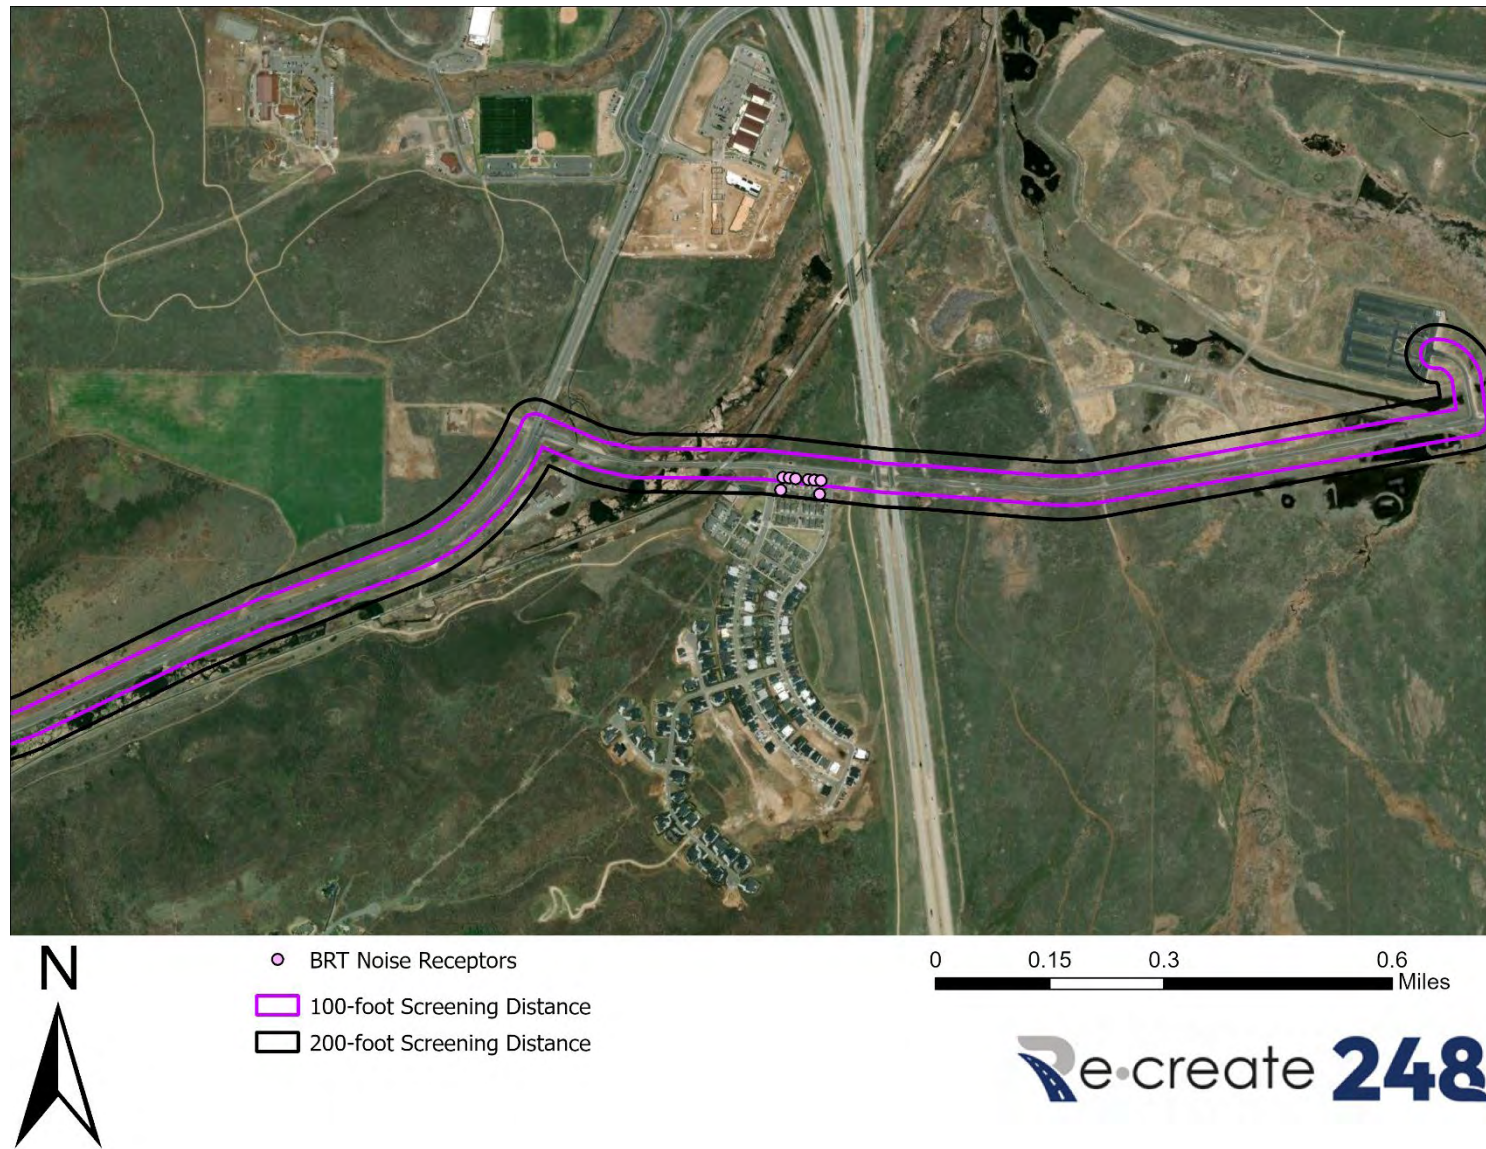 N
BRT Noise Receptors
100-foot Screening Distance
200-foot Screening Distance
0 0.15 0.3 0.6
Miles
Re-create 248